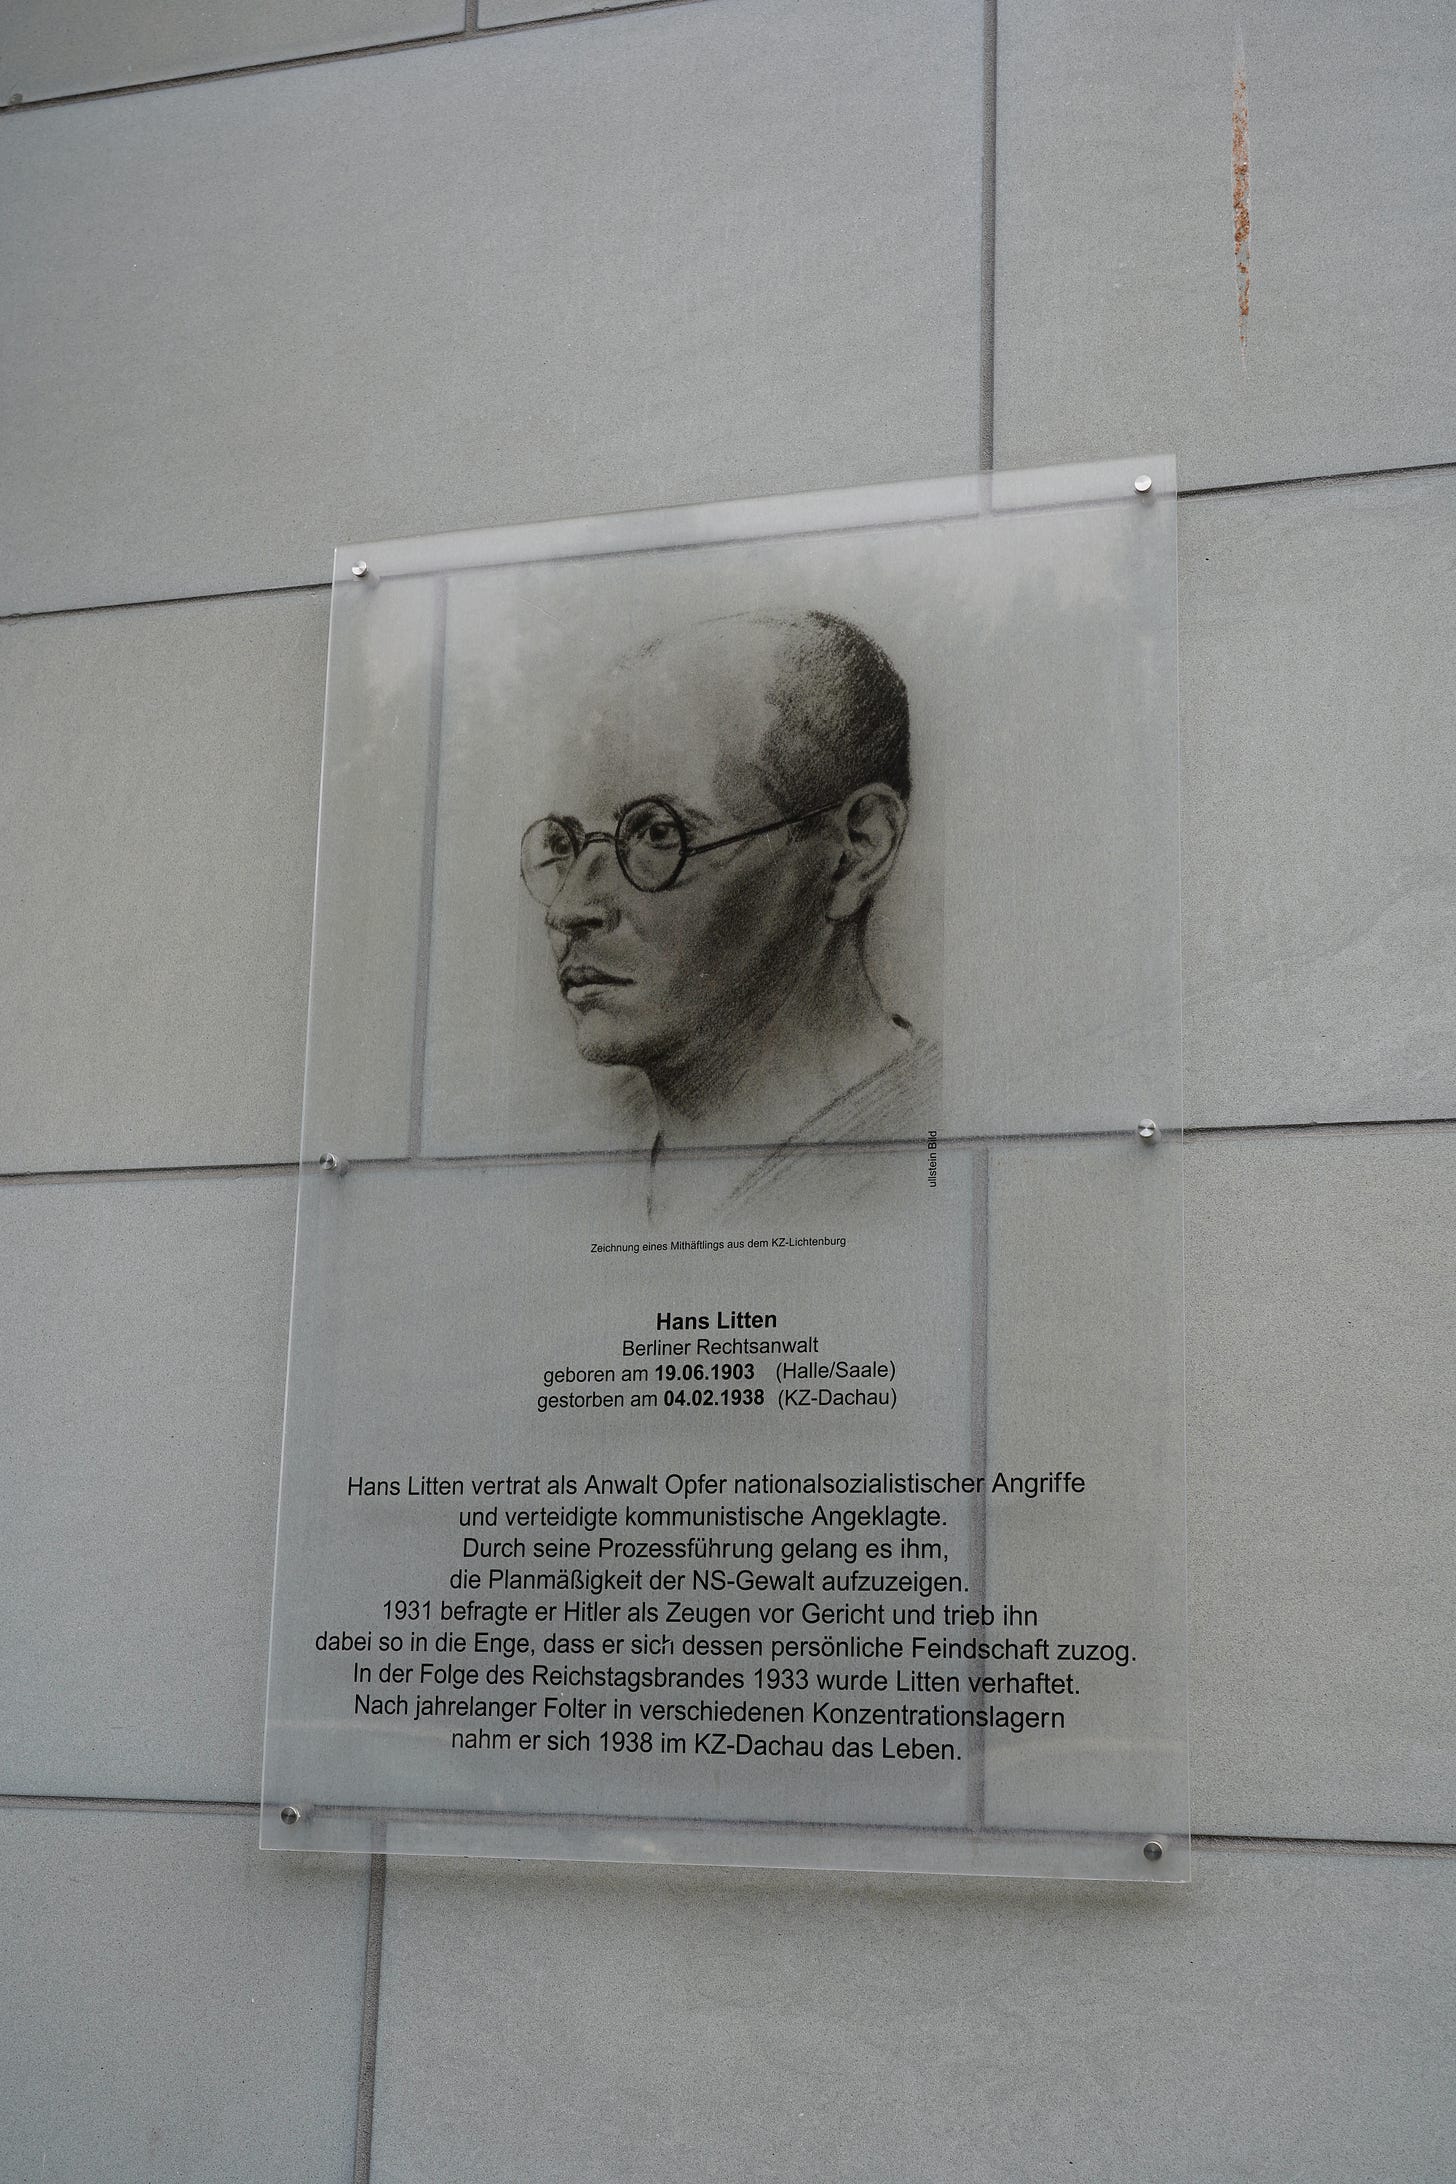 ullstein Bild
Zeichnung eines Mithäftlings aus dem KZ-Lichtenburg
Hans Litten
Berliner Rechtsanwalt
geboren am 19.06.1903 (Halle/Saale)
gestorben am 04.02.1938 (KZ-Dachau)
Hans Litten vertrat als Anwalt Opfer nationalsozialistischer Angriffe
und verteidigte kommunistische Angeklagte.
Durch seine Prozessführung gelang es ihm,
die Planmäßigkeit der NS-Gewalt aufzuzeigen.
1931 befragte er Hitler als Zeugen vor Gericht und trieb ihn
dabei so in die Enge, dass er sich dessen persönliche Feindschaft zuzog.
In der Folge des Reichstagsbrandes 1933 wurde Litten verhaftet.
Nach jahrelanger Folter in verschiedenen Konzentrationslagern
nahm er sich 1938 im KZ-Dachau das Leben.